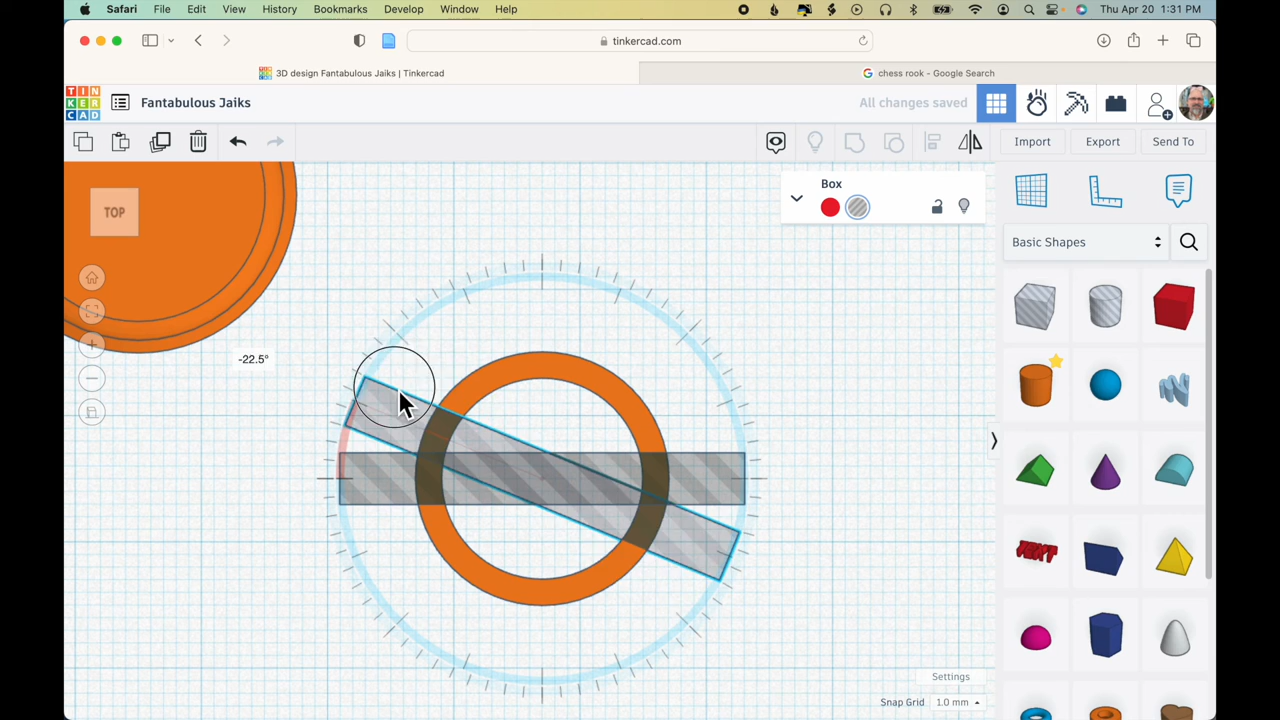 Safari File Edit View History Bookmarks Develop Window Help Thu Apr 20 1:31 PM
tinkercad.com
3D design Fantabulous Jaiks | Tinkercad chess rook - Google Search
TIN
KER
CAD
Fantabulous Jaiks All changes saved
Import Export Send To
TOP
Box
Basic Shapes
-22.5°
TEXT
Settings
Snap Grid 1.0 mm